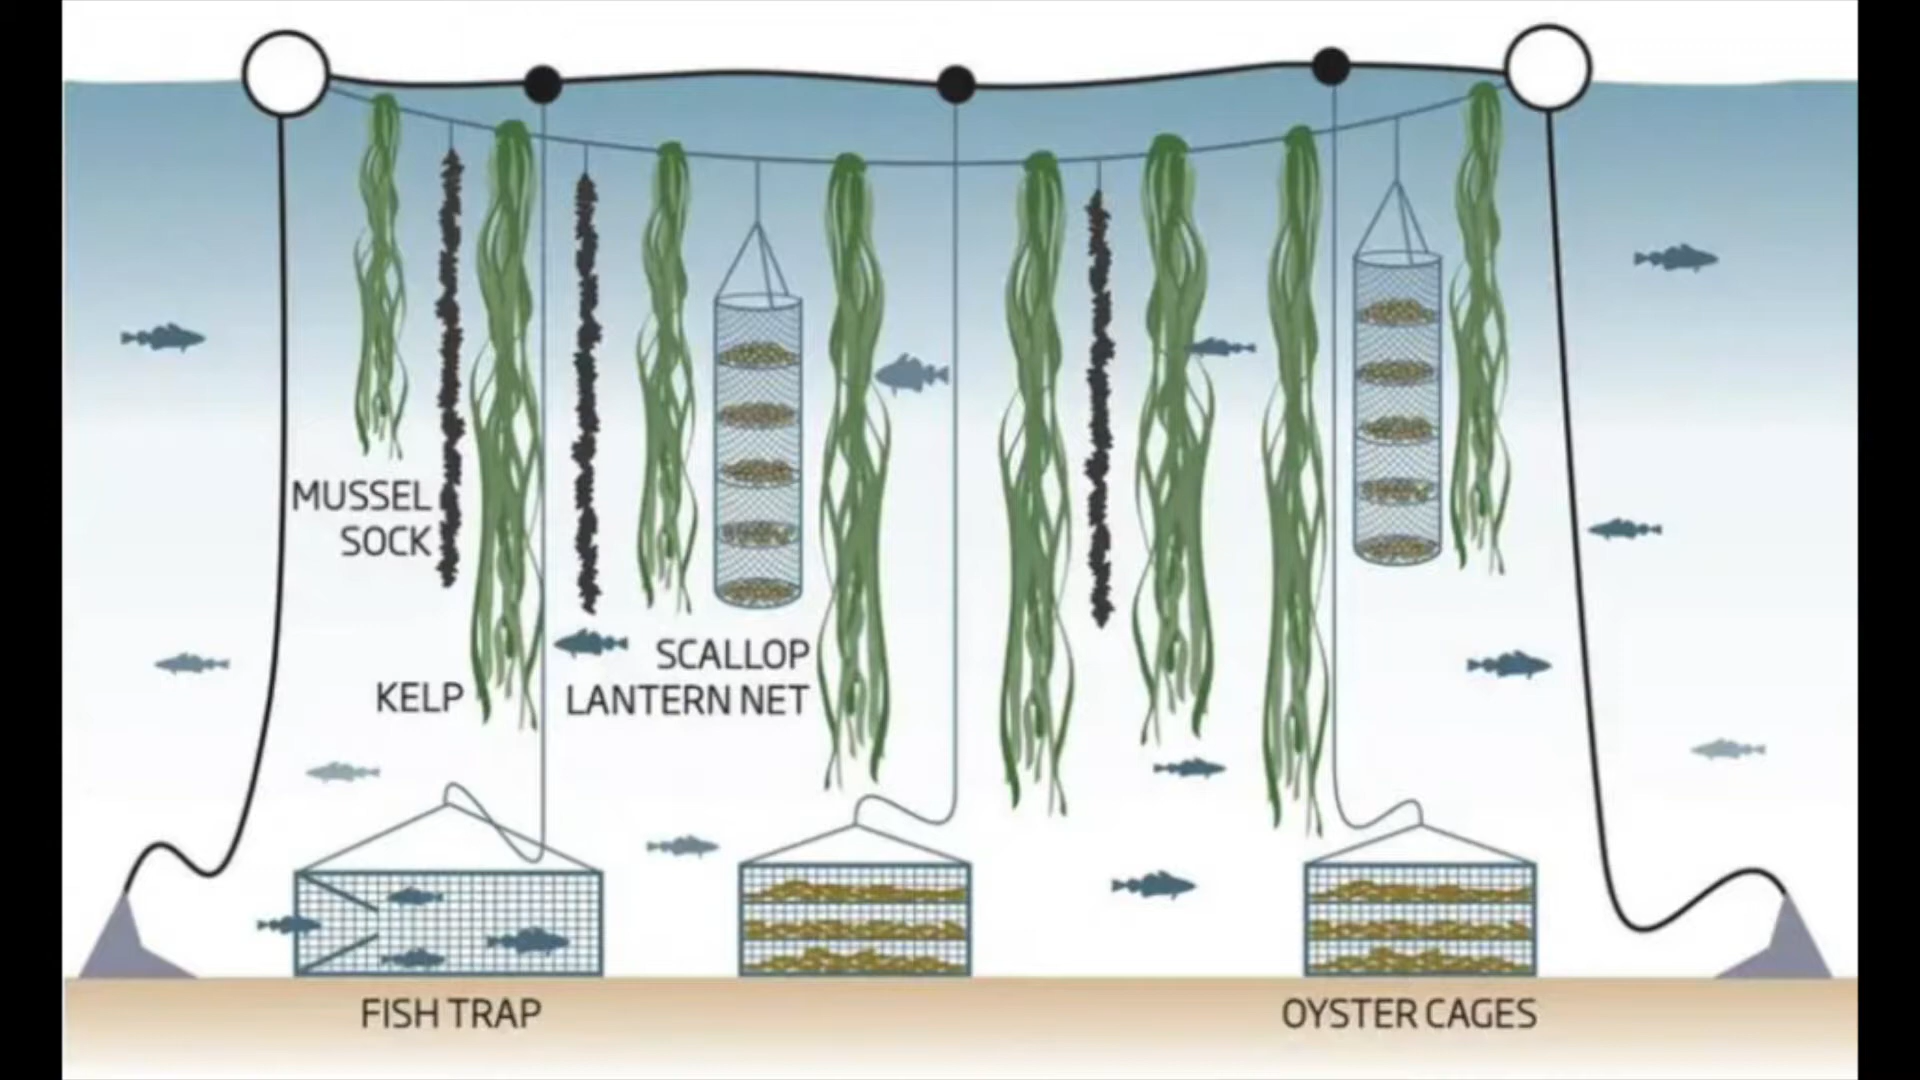 MUSSEL
SOCK
KELP
SCALLOP
LANTERN NET
FISH TRAP
OYSTER CAGES